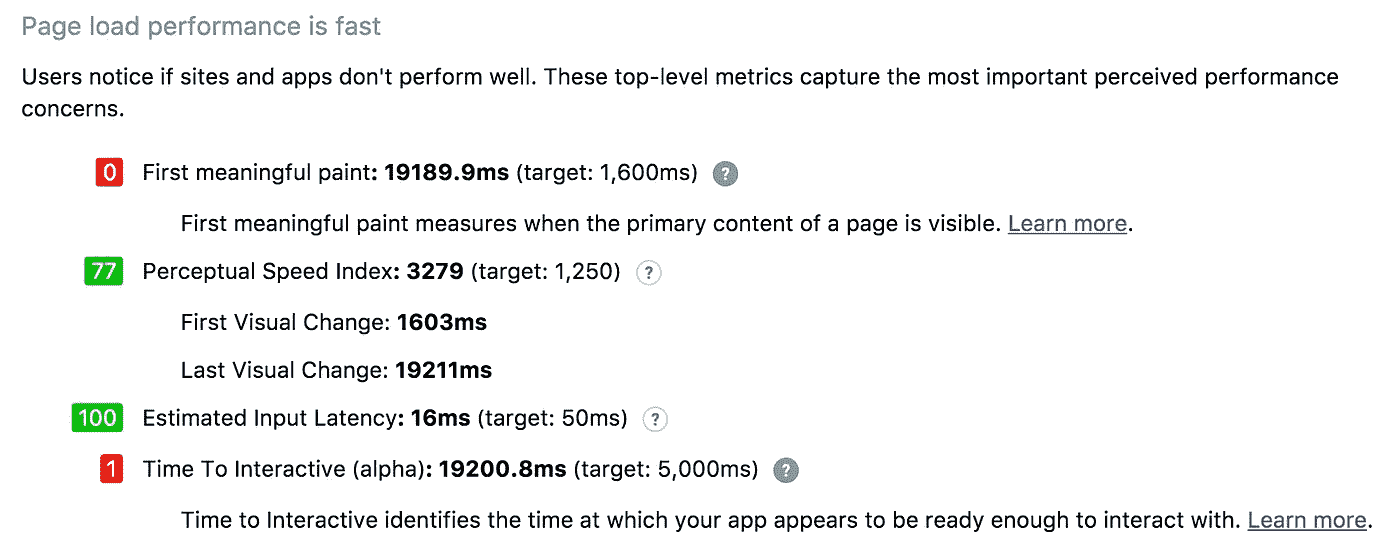 Page load performance is fast
Users notice if sites and apps don't perform well. These top-level metrics capture the most important perceived performance
concerns.
0 First meaningful paint: 19189.9ms (target: 1,600ms) ?
First meaningful paint measures when the primary content of a page is visible. Learn more.
77 Perceptual Speed Index: 3279 (target: 1,250) ?
First Visual Change: 1603ms
Last Visual Change: 19211ms
100 Estimated Input Latency: 16ms (target: 50ms) ?
1 Time To Interactive (alpha): 19200.8ms (target: 5,000ms) ?
Time to Interactive identifies the time at which your app appears to be ready enough to interact with. Learn more.